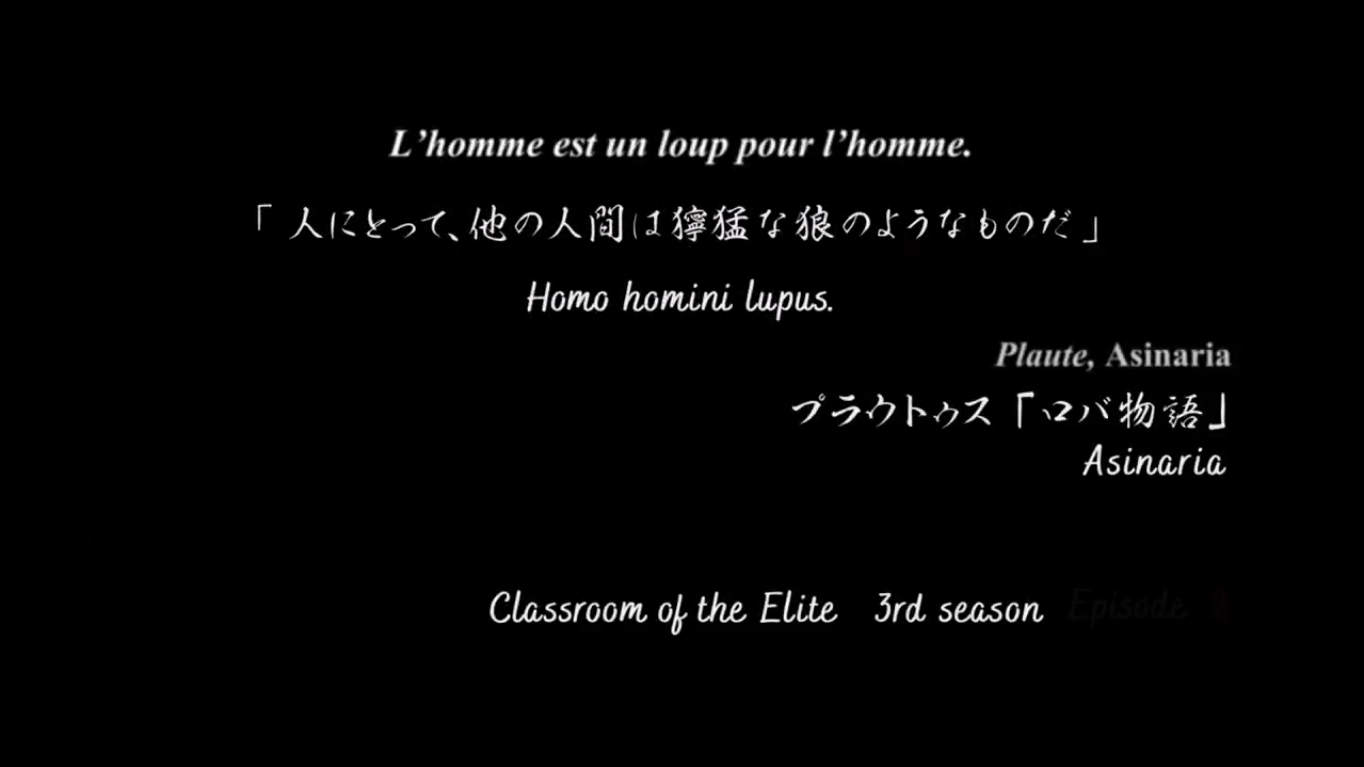 L’homme est un loup pour l’homme.
「人にとって、他の人間は獰猛な狼のようなものだ」
Homo homini lupus.
Plaute, Asinaria
プラウトゥス「ロバ物語」
Asinaria
Classroom of the Elite 3rd season Episode